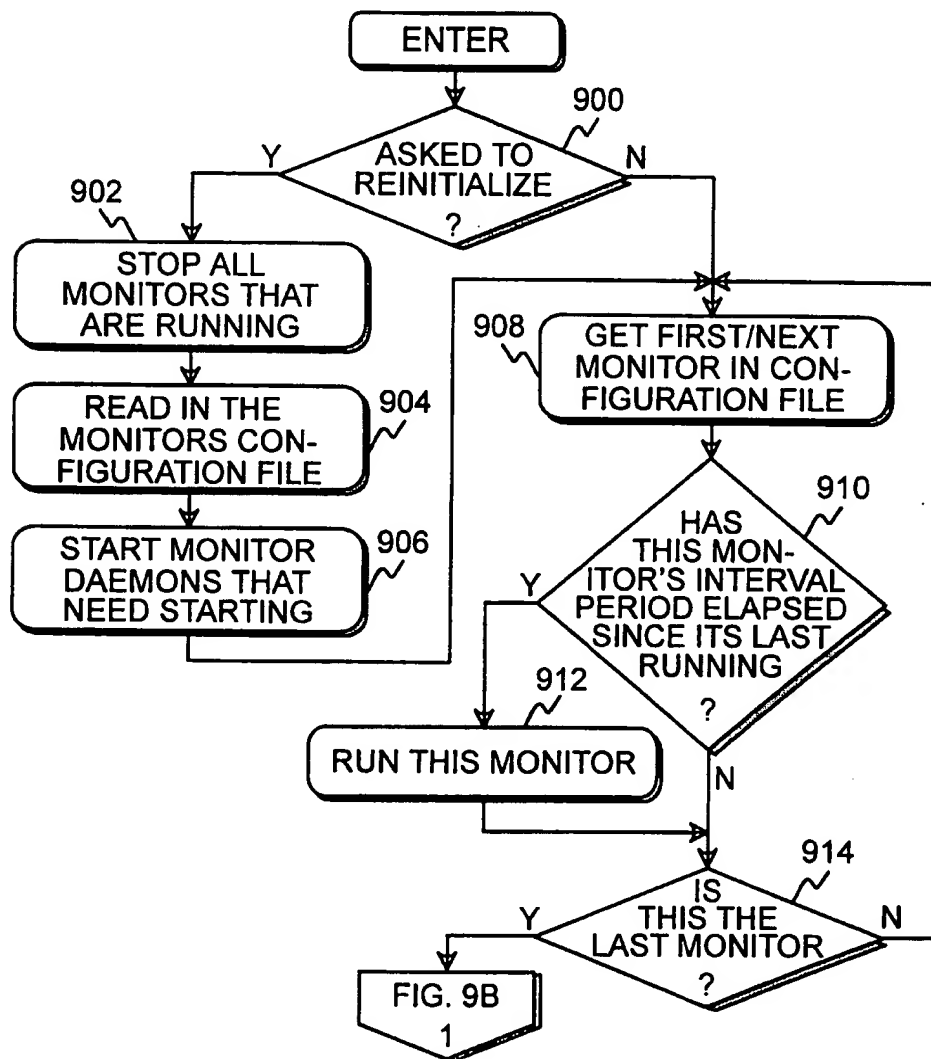 ENTER
900
ASKED TO
REINITIALIZE
?
Y
N
902
STOP ALL
MONITORS THAT
ARE RUNNING
904
READ IN THE
MONITORS CON-
FIGURATION FILE
906
START MONITOR
DAEMONS THAT
NEED STARTING
908
GET FIRST/NEXT
MONITOR IN CON-
FIGURATION FILE
910
HAS
THIS MON-
ITOR'S INTERVAL
PERIOD ELAPSED
SINCE ITS LAST
RUNNING
?
Y
N
912
RUN THIS MONITOR
914
IS
THIS THE
LAST MONITOR
?
Y
N
FIG. 9B
1